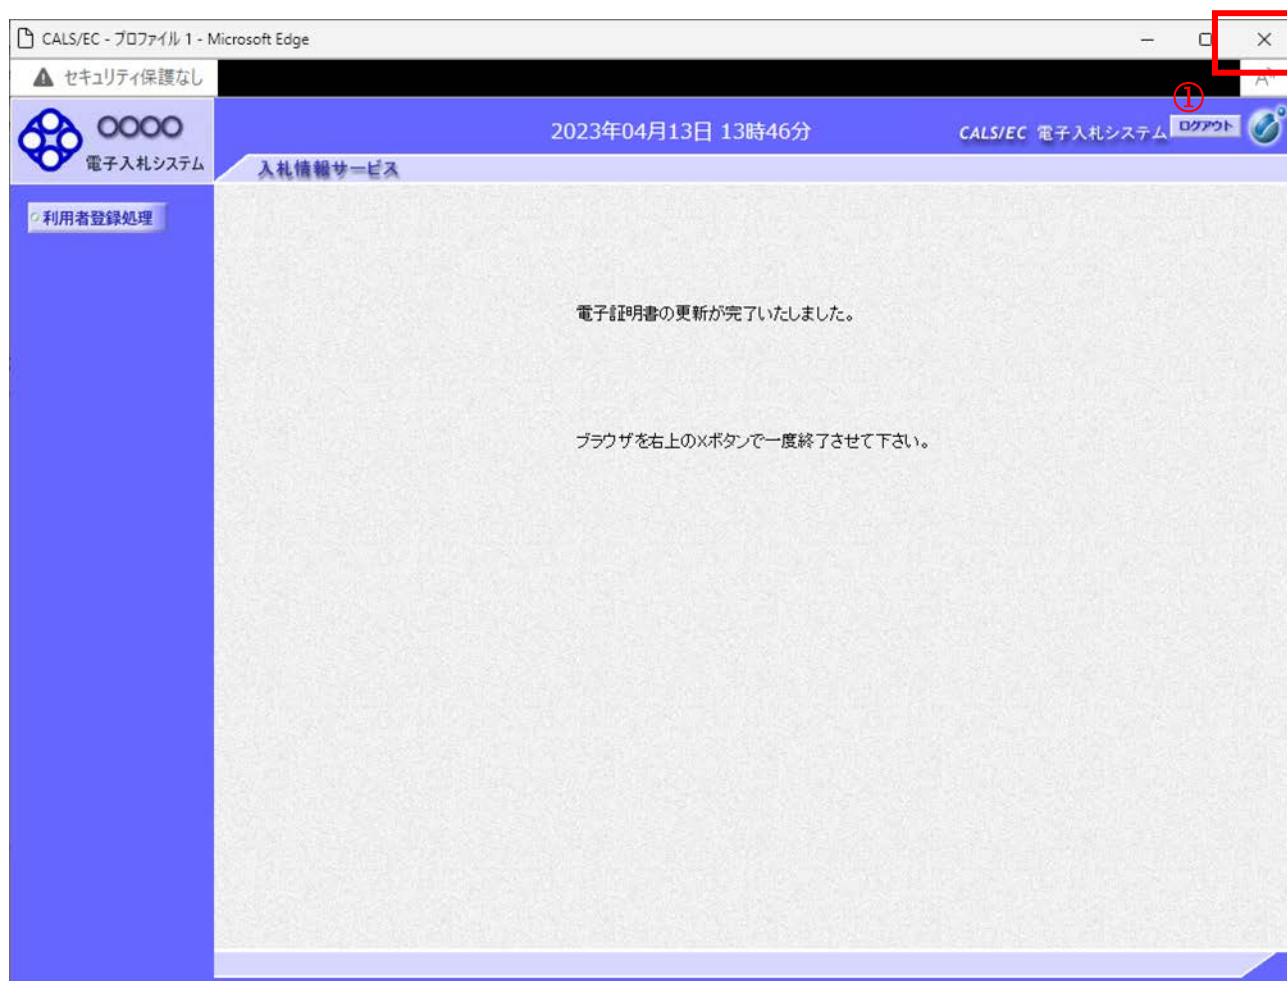 CALS/EC - プロファイル 1 - Microsoft Edge
セキュリティ保護なし
A
①
○○○○
電子入札システム
2023年04月13日 13時46分
CALS/EC 電子入札システム
ログアウト
入札情報サービス
利用者登録処理
電子証明書の更新が完了いたしました。
ブラウザを右上の×ボタンで一度終了させて下さい。